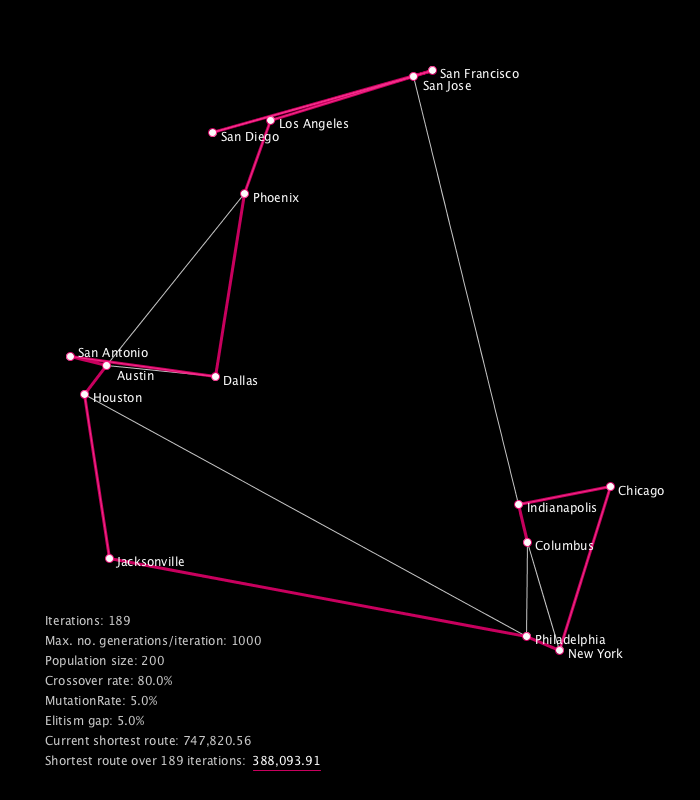 San Francisco
San Jose
Los Angeles
San Diego
Phoenix
San Antonio
Austin
Dallas
Houston
Chicago
Indianapolis
Columbus
Jacksonville
Philadelphia
New York
Iterations: 189
Max. no. generations/iteration: 1000
Population size: 200
Crossover rate: 80.0%
MutationRate: 5.0%
Elitism gap: 5.0%
Current shortest route: 747,820.56
Shortest route over 189 iterations: 388,093.91